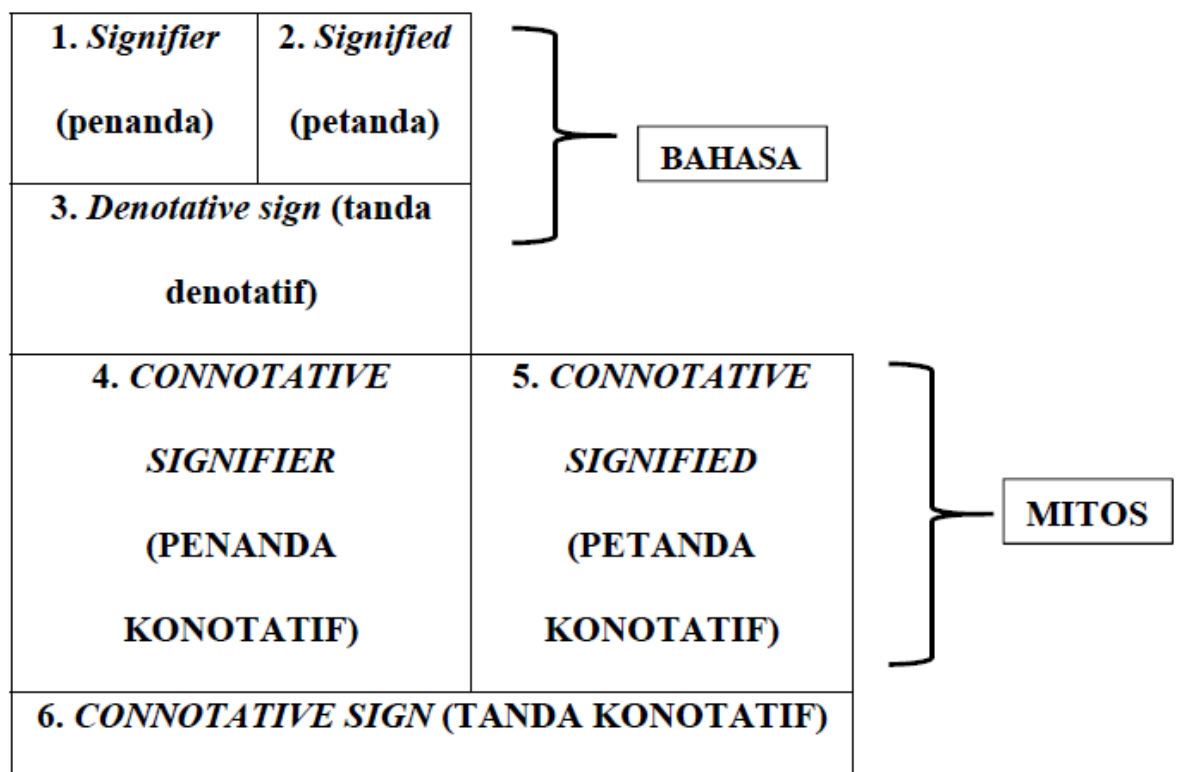 1. Signifier
(penanda)
2. Signified
(petanda)
BAHASA
3. Denotative sign (tanda
denotatif)
4. CONNOTATIVE
SIGNIFIER
(PENANDA
KONOTATIF)
5. CONNOTATIVE
SIGNIFIED
(PETANDA
KONOTATIF)
MITOS
6. CONNOTATIVE SIGN (TANDA KONOTATIF)